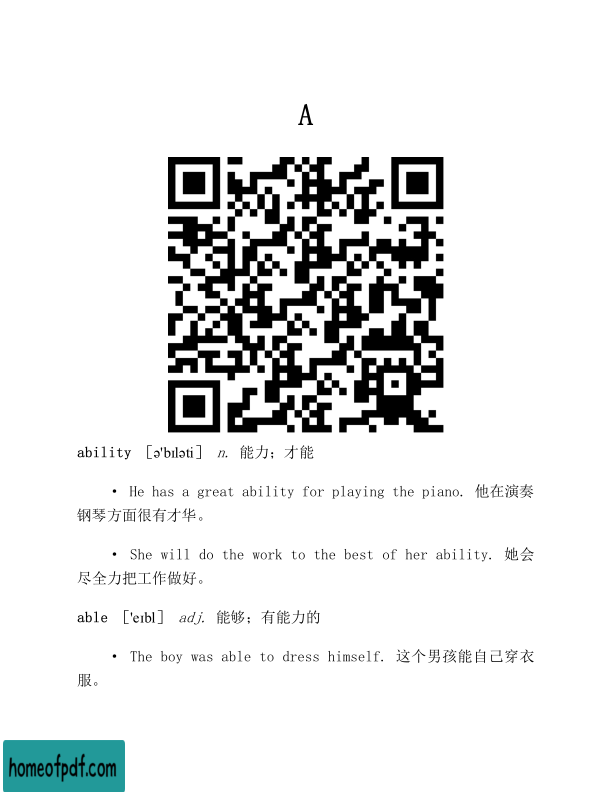 A
ability [ə'bɪləti] n. 能力；才能
• He has a great ability for playing the piano. 他在演奏
钢琴方面很有才华。
• She will do the work to the best of her ability. 她会
尽全力把工作做好。
able ['eɪbl] adj. 能够；有能力的
• The boy was able to dress himself. 这个男孩能自己穿衣
服。
homeofpdf.com